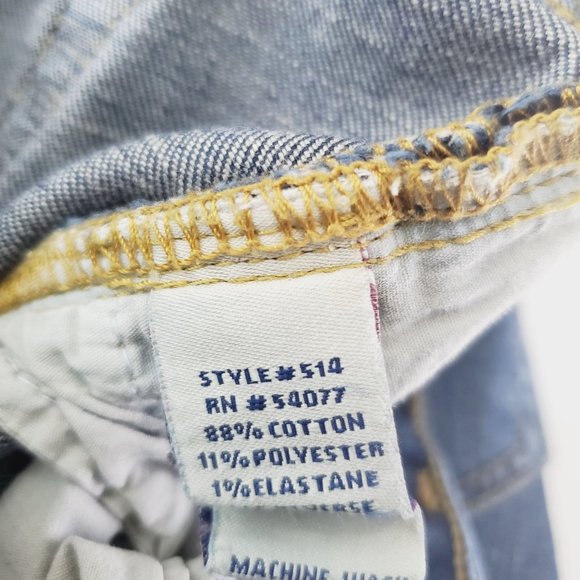 STYLE # 514
RN # 54077
88% COTTON
11% POLYESTER
1% ELASTANE
MACHINE